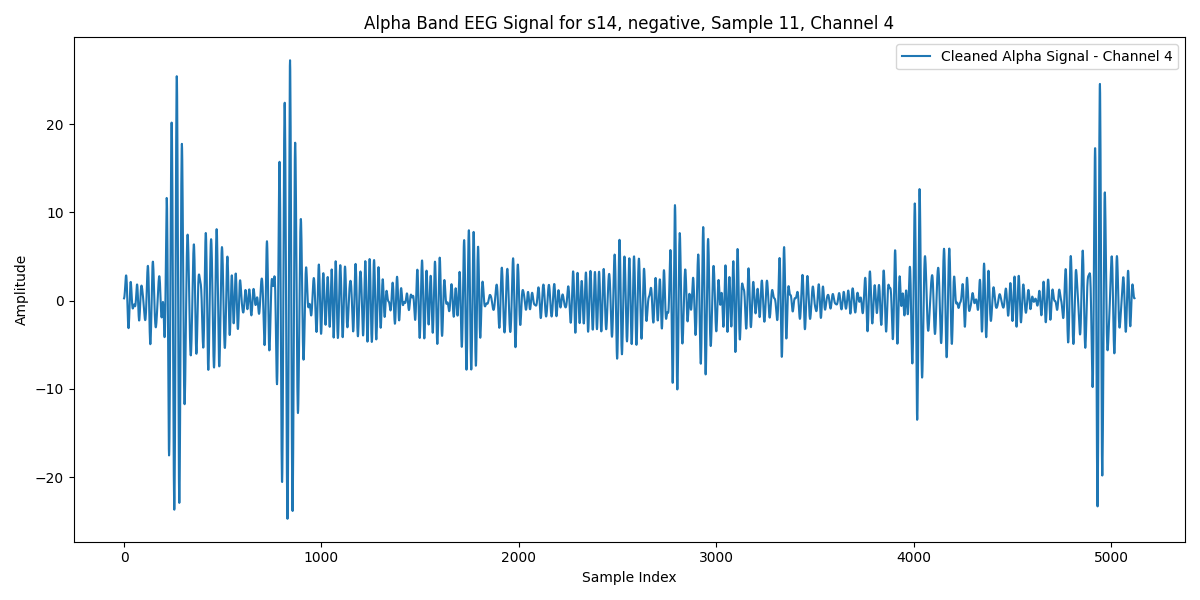 Alpha Band EEG Signal for s14, negative, Sample 11, Channel 4
Cleaned Alpha Signal - Channel 4
Amplitude
20
10
0
−10
−20
0
1000
2000
3000
4000
5000
Sample Index